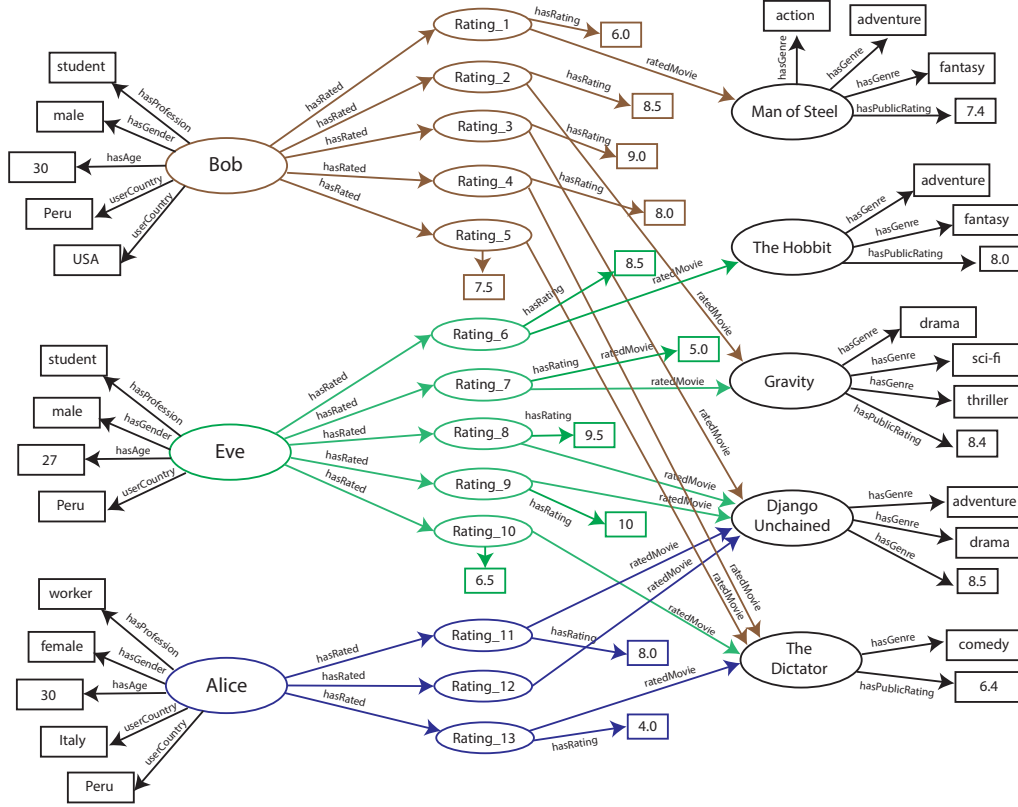 Rating_1
hasRating
6.0
action
adventure
hasGenre
hasGenre
hasGenre
fantasy
ratedMovie
Man of Steel
hasPublicRating
7.4
student
hasProfession
male
hasGender
30
hasAge
Bob
userCountry
Peru
userCountry
USA
hasRated
hasRated
hasRated
hasRated
hasRated
Rating_2
hasRating
8.5
Rating_3
hasRating
9.0
Rating_4
hasRating
8.0
Rating_5
7.5
adventure
hasGenre
hasGenre
fantasy
The Hobbit
hasPublicRating
8.0
8.5
hasRating
ratedMovie
ratedMovie
Rating_6
student
hasProfession
male
hasGender
27
hasAge
Eve
userCountry
Peru
hasRated
hasRated
hasRated
hasRated
hasRated
Rating_7
hasRating
ratedMovie
5.0
ratedMovie
drama
hasGenre
hasGenre
sci-fi
Gravity
hasGenre
thriller
hasPublicRating
8.4
Rating_8
hasRating
9.5
ratedMovie
ratedMovie
Rating_9
ratedMovie
hasRating
10
Rating_10
6.5
Django
Unchained
hasGenre
adventure
hasGenre
drama
hasGenre
8.5
ratedMovie
ratedMovie
ratedMovie
ratedMovie
ratedMovie
worker
hasProfession
female
hasGender
30
hasAge
Alice
userCountry
Italy
userCountry
Peru
hasRated
hasRated
hasRated
Rating_11
hasRating
8.0
Rating_12
ratedMovie
Rating_13
hasRating
4.0
The
Dictator
hasGenre
comedy
hasPublicRating
6.4